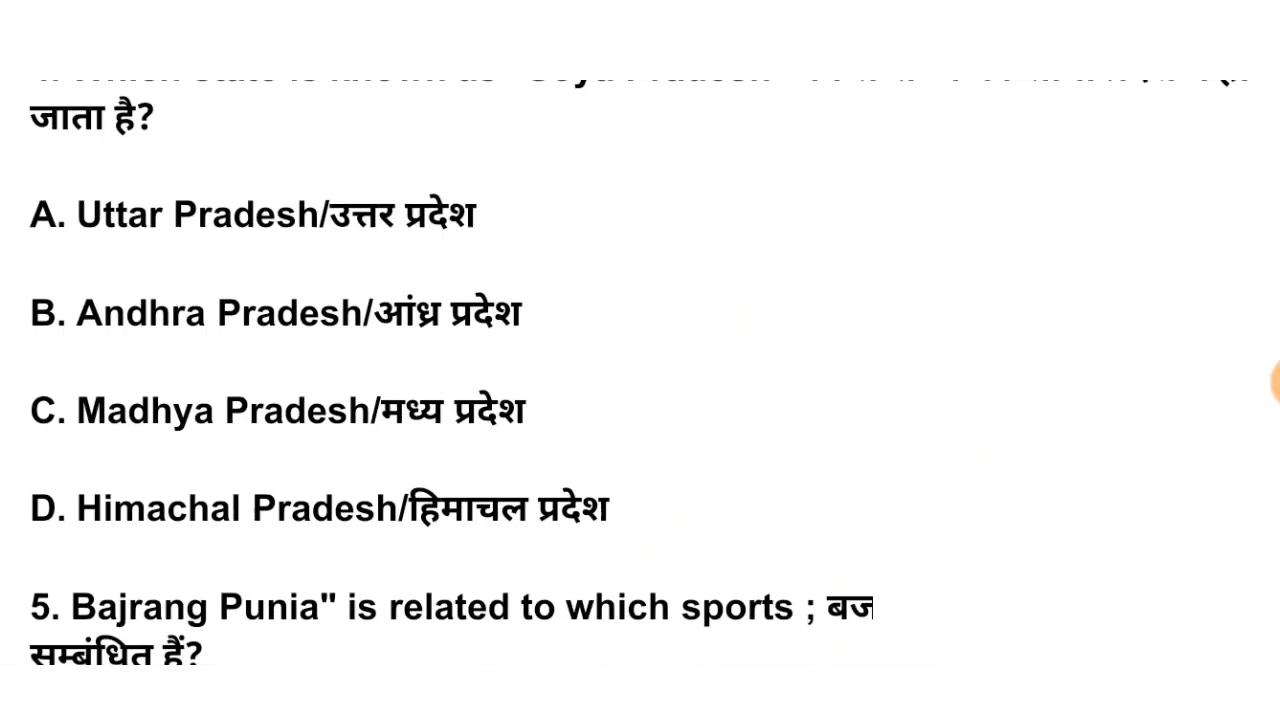 जाता है?
A. Uttar Pradesh/उत्तर प्रदेश
B. Andhra Pradesh/आंध्र प्रदेश
C. Madhya Pradesh/मध्य प्रदेश
D. Himachal Pradesh/हिमाचल प्रदेश
5. Bajrang Punia" is related to which sports ; बज
सम्बंधित हैं?